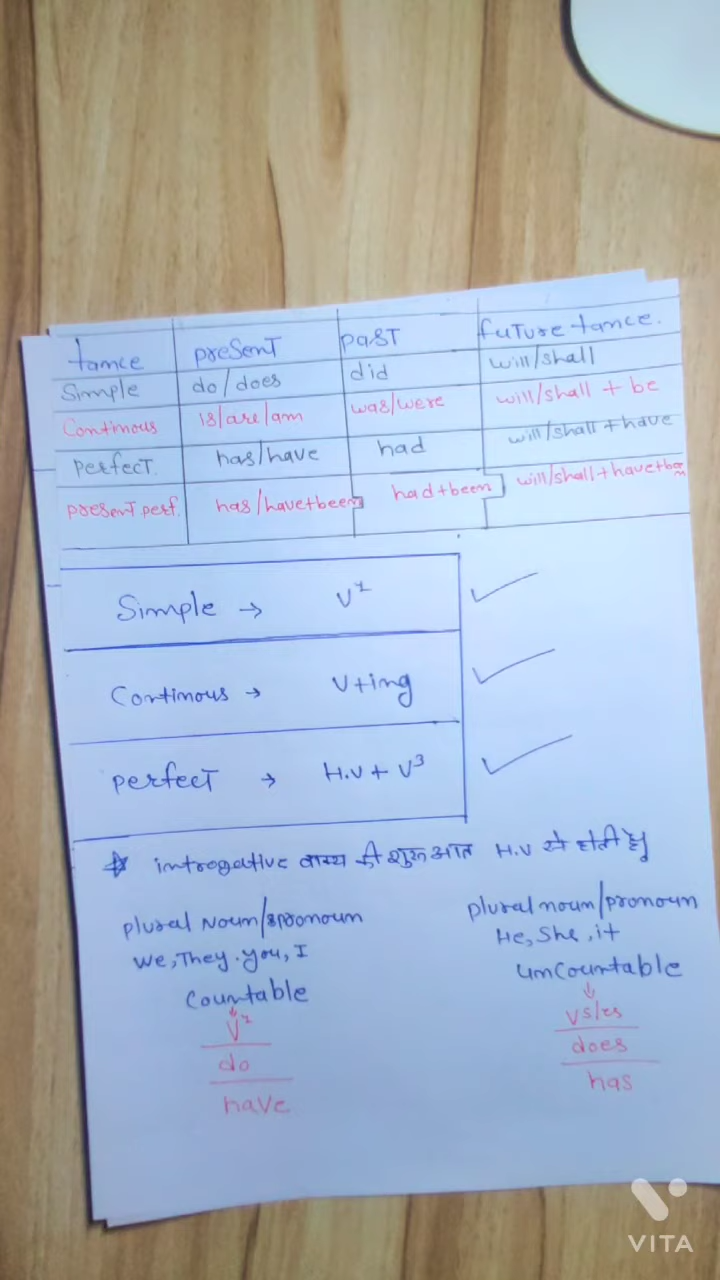 tance present past future tance.
Simple do/does did will/shall
Continous is/are/am was/were will/shall + be
perfect. has/have had will/shall + have
present perf. has/have+been had+been will/shall+have+been
Simple → V¹
Continous → V+ing
perfect → H.V + V³
☆ introgative वाक्य की शुरूआत H.V से होती है
plural Noun/pronoun
we, They. you, I
Countable
↓
V¹
do
have
plural noun/pronoun
He, She, it
unCountable
↓
V s/es
does
has
VITA